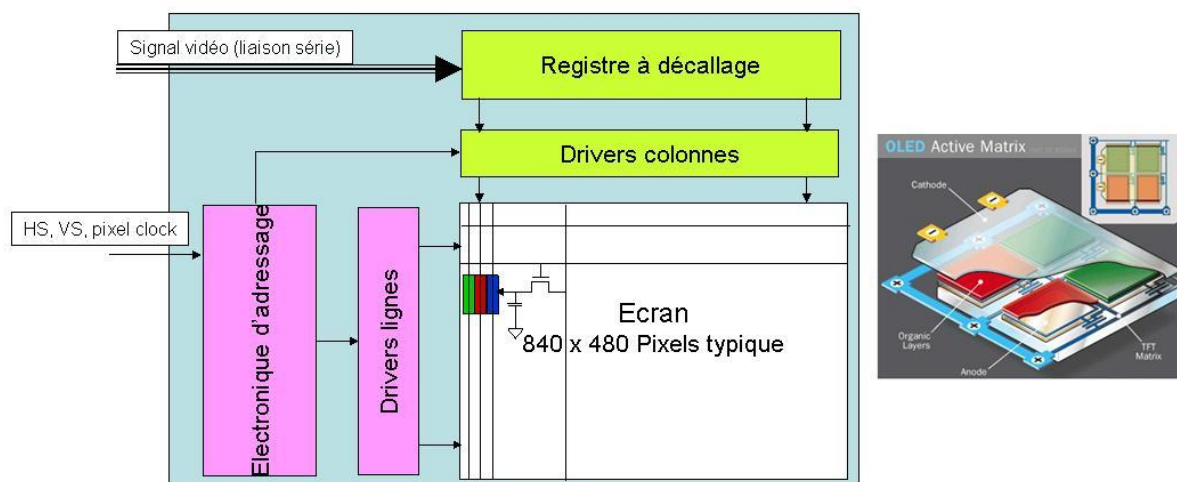 Signal vidéo (liaison série)
Registre à décallage
Drivers colonnes
HS, VS, pixel clock
Electronique d'adressage
Drivers lignes
Ecran
840 x 480 Pixels typique
OLED Active Matrix
Cathode
Organic
Layers
Anode
TFT
Matrix